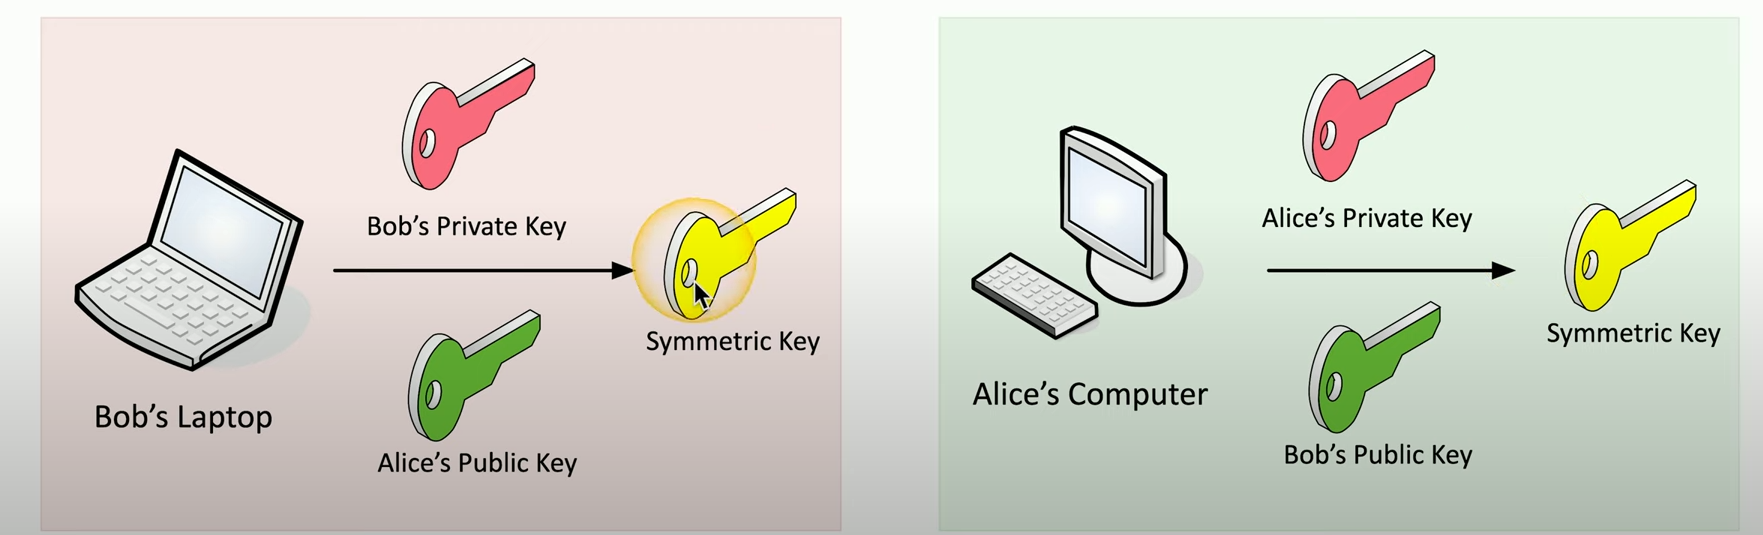 Bob’s Private Key
Symmetric Key
Bob’s Laptop
Alice’s Public Key
Alice’s Private Key
Symmetric Key
Alice’s Computer
Bob’s Public Key